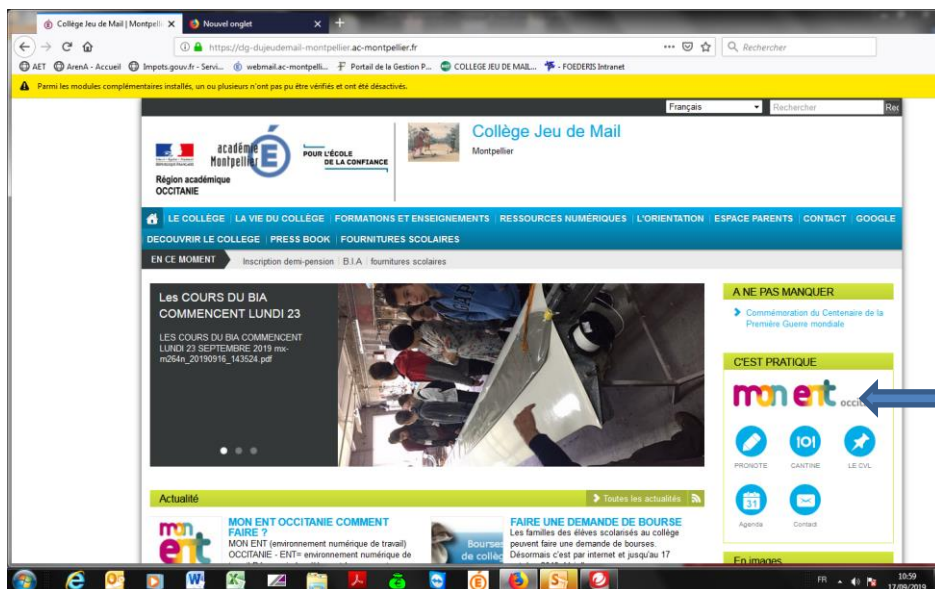 Collège Jeu de Mail | Montpelli
Nouvel onglet
https://dg-dujeudemail-montpellier.ac-montpellier.fr
Rechercher
AET ArenA - Accueil Impots.gouv.fr - Servi... webmail.ac-montpelli... Portail de la Gestion P... COLLEGE JEU DE MAIL... - FOEDERIS Intranet
Parmi les modules complémentaires installés, un ou plusieurs n'ont pas pu être vérifiés et ont été désactivés.
Français Rechercher Rec
académie
Montpellier
É
POUR L'ÉCOLE
DE LA CONFIANCE
Région académique
OCCITANIE
Collège Jeu de Mail
Montpellier
LE COLLÈGE LA VIE DU COLLÈGE FORMATIONS ET ENSEIGNEMENTS RESSOURCES NUMÉRIQUES L'ORIENTATION ESPACE PARENTS CONTACT GOOGLE
DECOUVRIR LE COLLEGE PRESS BOOK FOURNITURES SCOLAIRES
EN CE MOMENT Inscription demi-pension B.I.A fournitures scolaires
Les COURS DU BIA
COMMENCENT LUNDI 23
LES COURS DU BIA COMMENCENT
LUNDI 23 SEPTEMBRE 2019 mx-
m264n_20190916_143524.pdf
A NE PAS MANQUER
Commémoration du Centenaire de la
Première Guerre mondiale
C'EST PRATIQUE
mon ent
PRONOTE CANTINE LE CVL
31
Agenda Contact
En images
Actualité
Toutes les actualités
mon
ent
MON ENT OCCITANIE COMMENT
FAIRE ?
MON ENT (environnement numérique de travail)
OCCITANIE - ENT= environnement numérique de
Bourses
de collèg
FAIRE UNE DEMANDE DE BOURSE
Les familles des élèves scolarisés au collège
peuvent faire une demande de bourses.
Désormais c'est par internet et jusqu'au 17
FR
10:59
17/09/2019